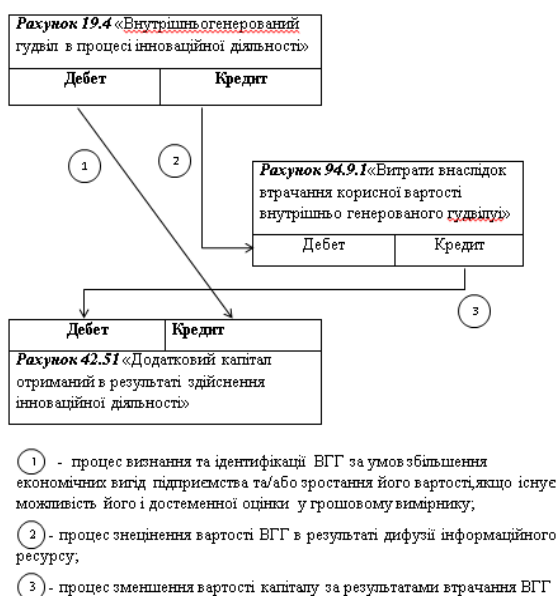 Рахунок 19.4 «Внутрішньогенерований
гудвіл в процесі інноваційної діяльності»
Дебет Кредит
1
2
Рахунок 94.9.1«Витрати внаслідок
втрачання корисної вартості
внутрішньо генерованого гудвілуі»
Дебет Кредит
3
Дебет Кредит
Рахунок 42.51 «Додатковий капітал
отриманий в результаті здійснення
інноваційної діяльності»
1 - процес визнання та ідентифікації ВГГ за умов збільшення
економічних вигід підприємства та/або зростання його вартості,якщо існує
можливість його і достеменної оцінки у грошовому вимірнику;
2 - процес знецінення вартості ВГГ в результаті дифузії інформаційного
ресурсу;
3 - процес зменшення вартості капіталу за результатами втрачання ВГГ